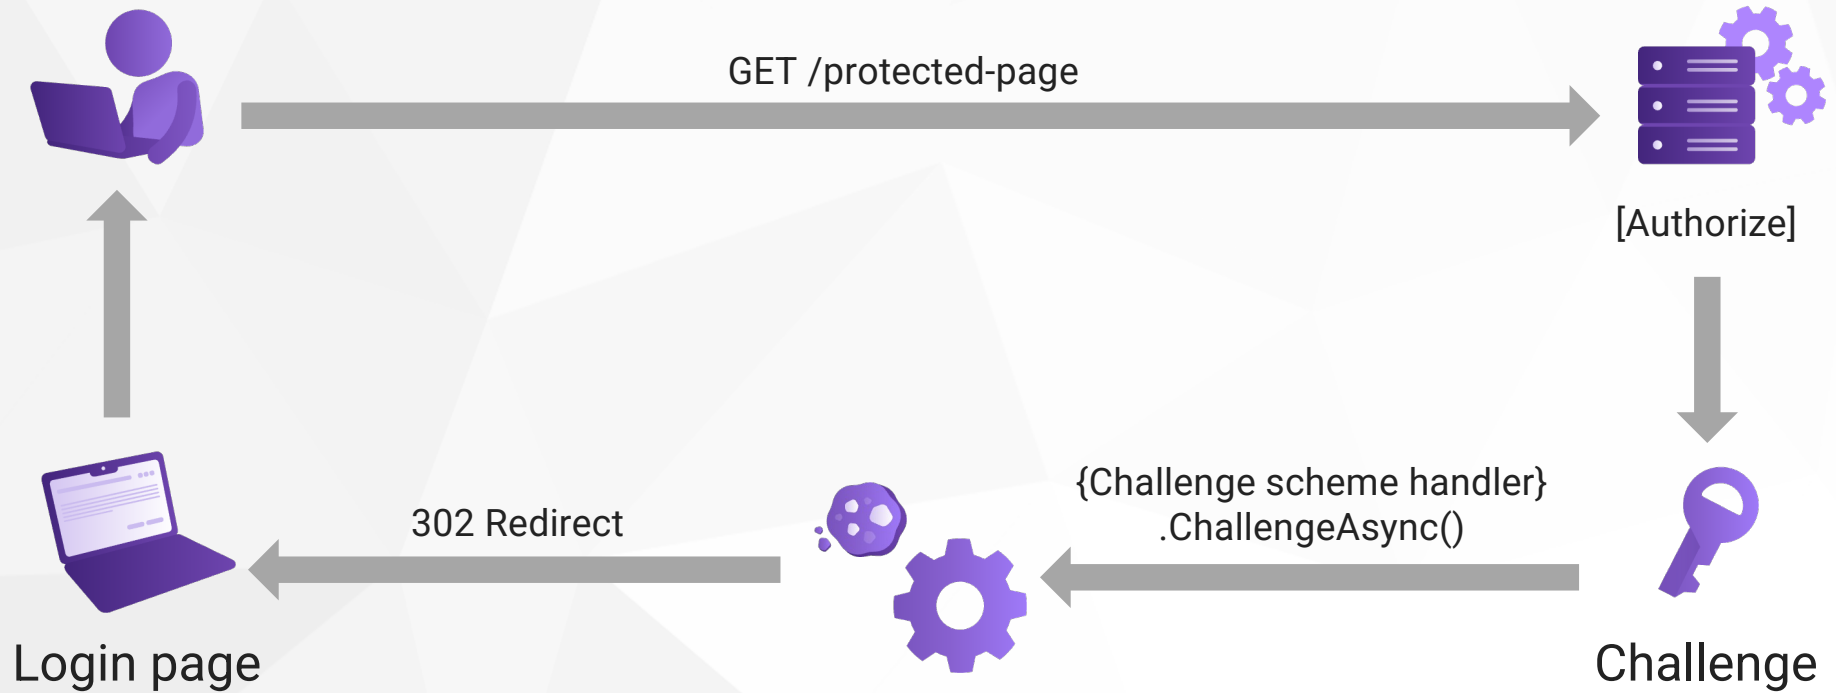 GET /protected-page
[Authorize]
{Challenge scheme handler}
.ChallengeAsync()
302 Redirect
Login page
Challenge